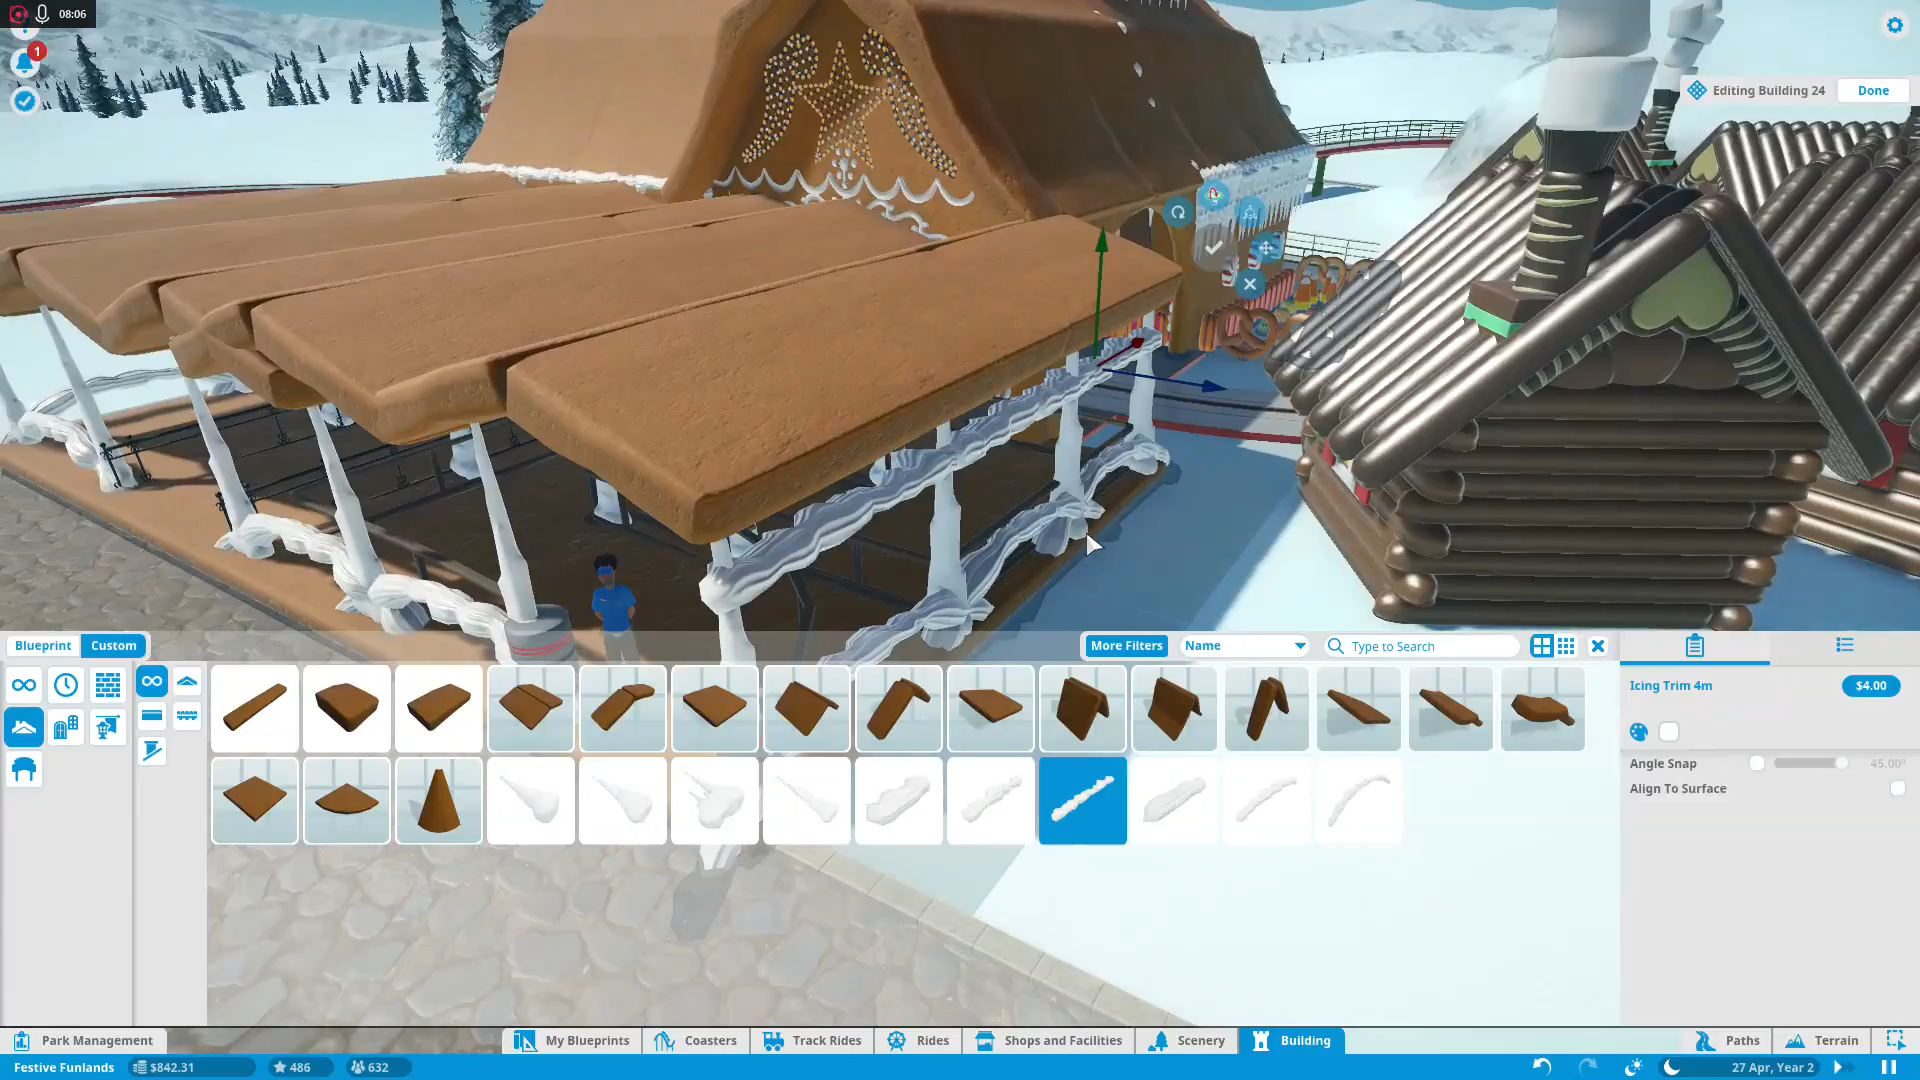 08:06
1
Editing Building 24
Done
Blueprint
Custom
More Filters
Name
Type to Search
Icing Trim 4m
$4.00
Angle Snap
45.00°
Align To Surface
Park Management
My Blueprints
Coasters
Track Rides
Rides
Shops and Facilities
Scenery
Building
Paths
Terrain
Festive Funlands
$842.31
486
632
27 Apr, Year 2